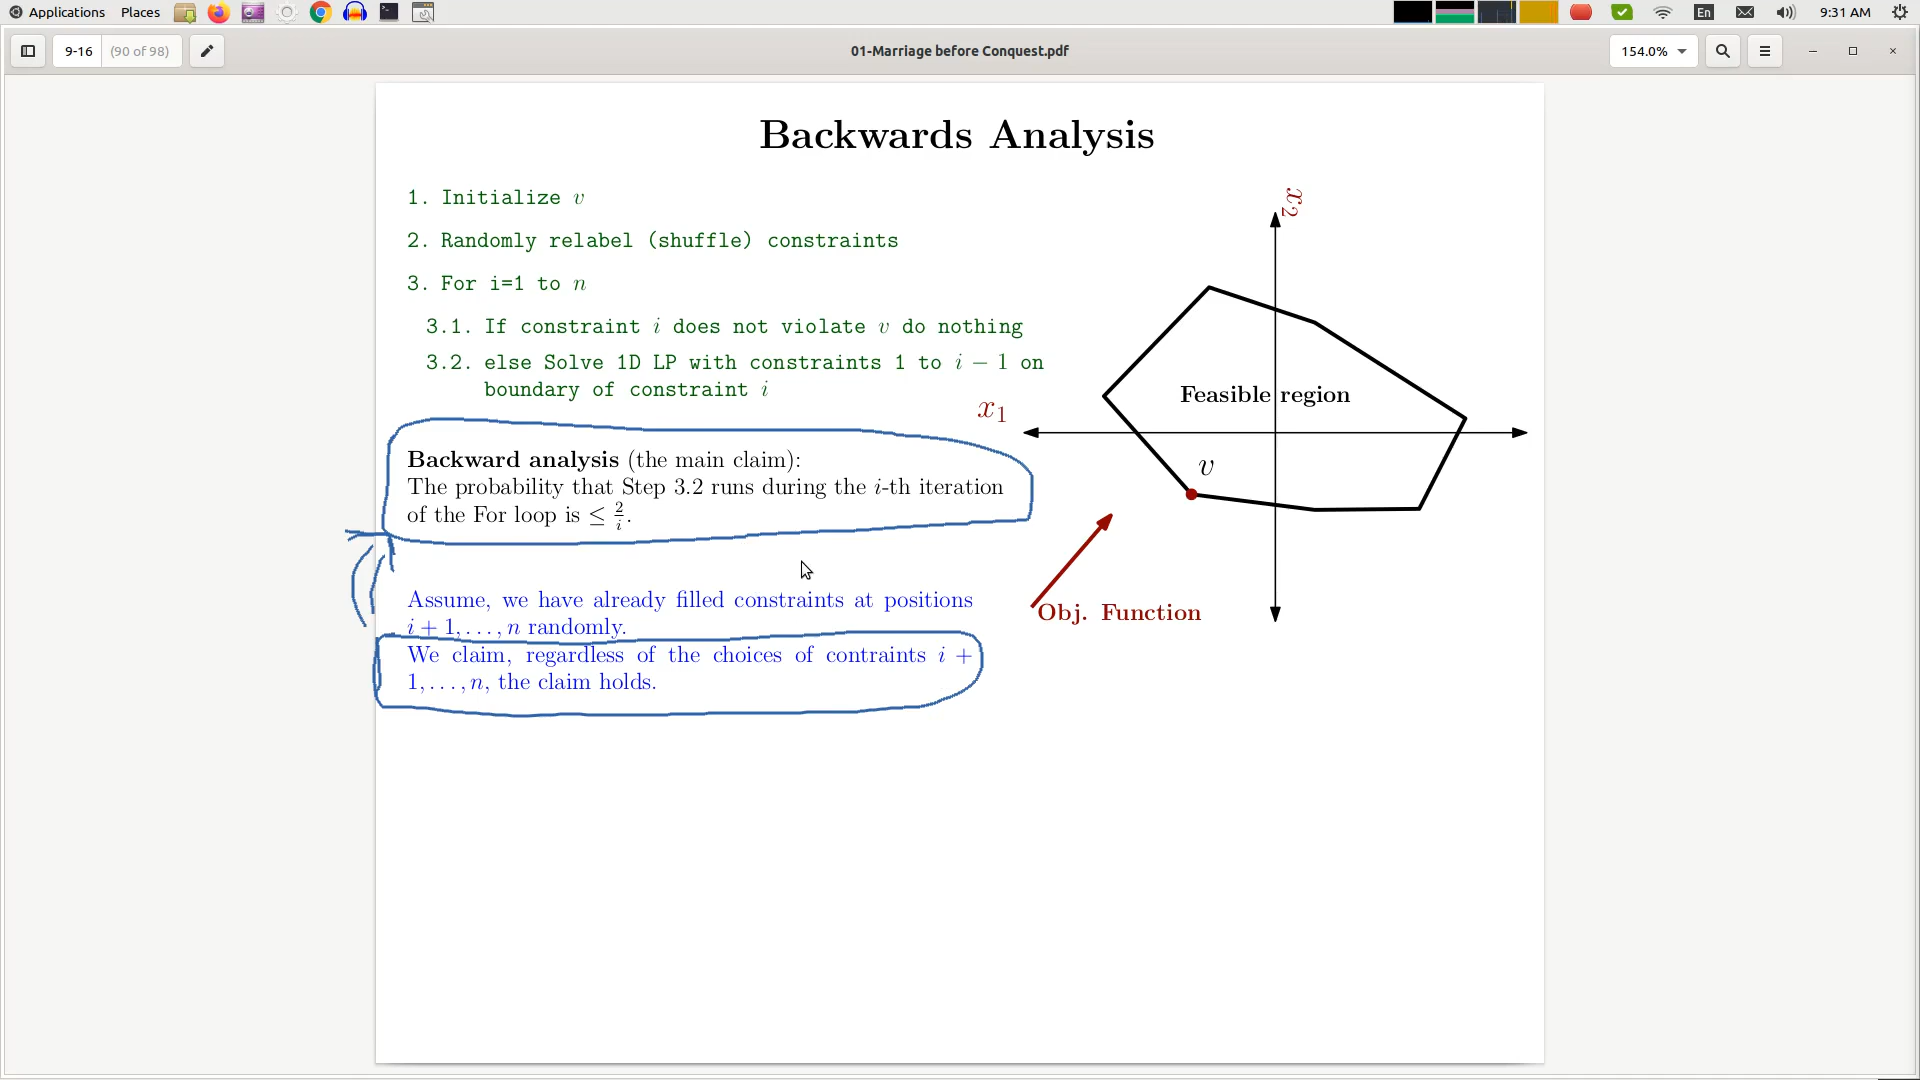 Applications Places En 9:31 AM
9-16 (90 of 98) 01-Marriage before Conquest.pdf 154.0%
Backwards Analysis
1. Initialize v
2. Randomly relabel (shuffle) constraints
3. For i=1 to n
3.1. If constraint i does not violate v do nothing
3.2. else Solve 1D LP with constraints 1 to i − 1 on
boundary of constraint i
Backward analysis (the main claim):
The probability that Step 3.2 runs during the i-th iteration
of the For loop is ≤ 2/i.
Assume, we have already filled constraints at positions
i + 1, . . . , n randomly.
We claim, regardless of the choices of contraints i +
1, . . . , n, the claim holds.
x2
x1
Feasible region
v
Obj. Function